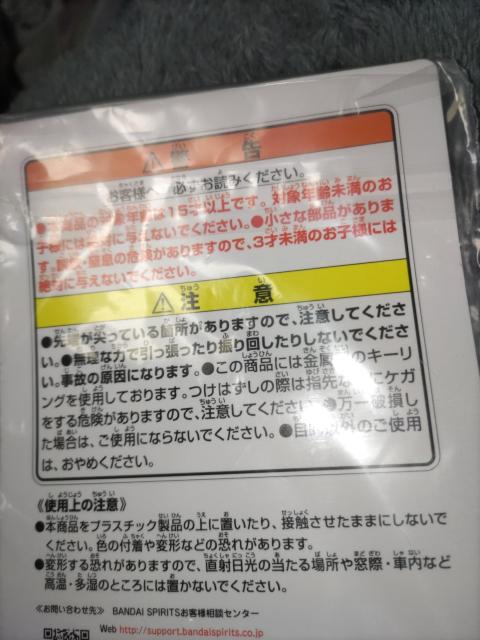 ⚠警告
お客様へ 必ずお読みください。
●本商品の対象年齢は15才以上です。対象年齢未満のお
子様には絶対に与えないでください。●小さな部品がありま
す。誤飲・窒息の危険がありますので、3才未満のお子様には
絶対に与えないでください。
⚠注意
●先端が尖っている箇所がありますので、注意してくださ
い。●無理な力で引っ張ったり振り回したりしないでくださ
い。事故の原因になります。●この商品には金属製のキーリ
ングを使用しております。つけはずしの際は指先などにケガ
をする危険がありますので、注意してください。●万一破損し
た場合は、ご使用にならないでください。●目的以外のご使用
は、おやめください。
《使用上の注意》
●本商品をプラスチック製品の上に置いたり、接触させたままにしないで
ください。色の付着や変形などの恐れがあります。
●変形する恐れがありますので、直射日光の当たる場所や窓際・車内など
高温・多湿のところには置かないでください。
≪お問い合わせ先≫ BANDAI SPIRITSお客様相談センター
Web http://support.bandaispirits.co.jp